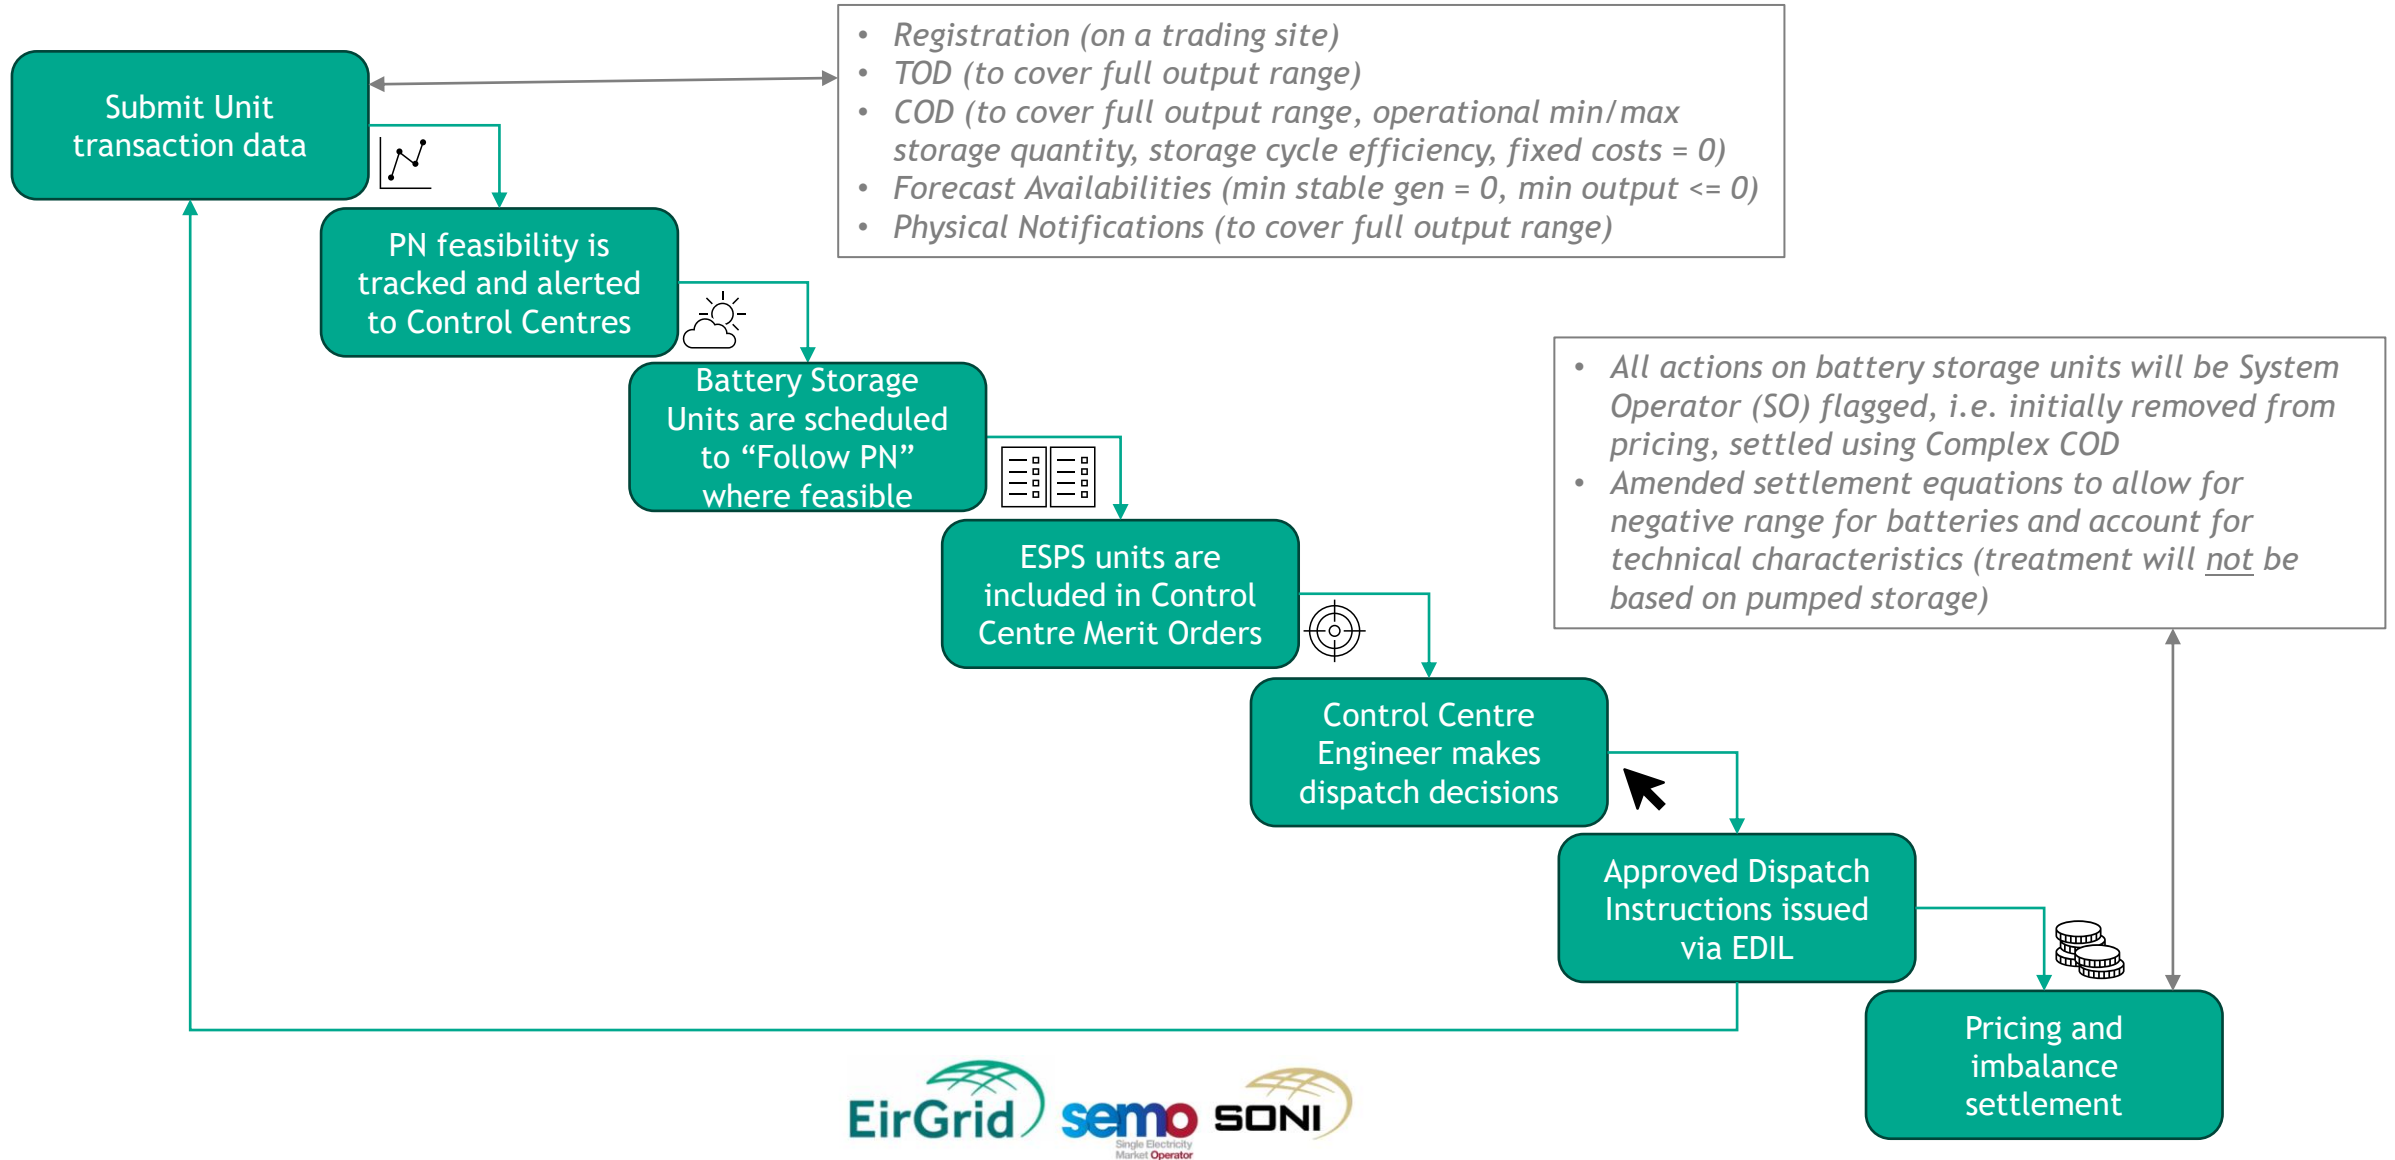 Submit Unit
transaction data
• Registration (on a trading site)
• TOD (to cover full output range)
• COD (to cover full output range, operational min/max
storage quantity, storage cycle efficiency, fixed costs = 0)
• Forecast Availabilities (min stable gen = 0, min output <= 0)
• Physical Notifications (to cover full output range)
PN feasibility is
tracked and alerted
to Control Centres
Battery Storage
Units are scheduled
to “Follow PN”
where feasible
ESPS units are
included in Control
Centre Merit Orders
• All actions on battery storage units will be System
Operator (SO) flagged, i.e. initially removed from
pricing, settled using Complex COD
• Amended settlement equations to allow for
negative range for batteries and account for
technical characteristics (treatment will not be
based on pumped storage)
Control Centre
Engineer makes
dispatch decisions
Approved Dispatch
Instructions issued
via EDIL
Pricing and
imbalance
settlement
EirGrid
semo
Single Electricity
Market Operator
SONI